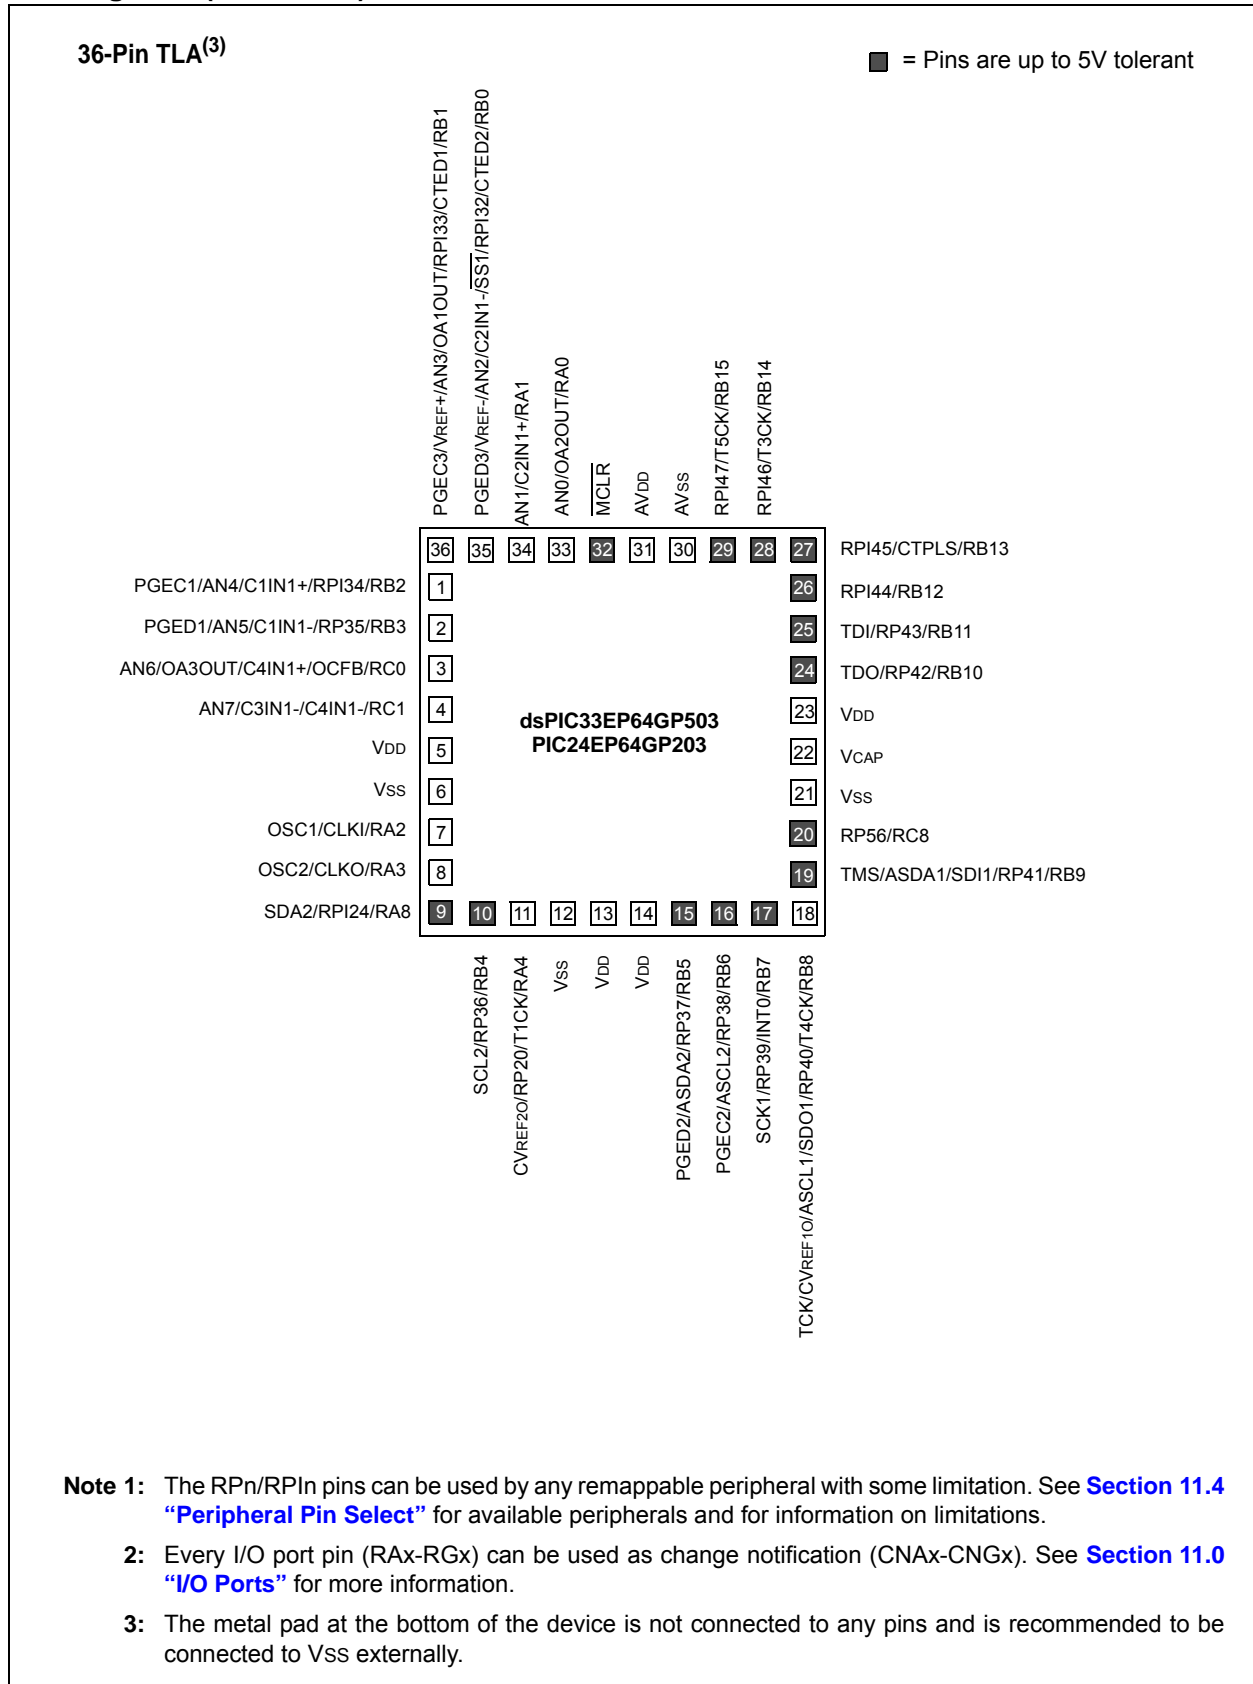 36-Pin TLA(3)
= Pins are up to 5V tolerant
PGEC3/VREF+/AN3/OA1OUT/RPI33/CTED1/RB1
PGED3/VREF-/AN2/C2IN1-/SS1/RPI32/CTED2/RB0
AN1/C2IN1+/RA1
AN0/OA2OUT/RA0
MCLR
AVDD
AVSS
RPI47/T5CK/RB15
RPI46/T3CK/RB14
36 35 34 33 32 31 30 29 28 27 RPI45/CTPLS/RB13
PGEC1/AN4/C1IN1+/RPI34/RB2 1 26 RPI44/RB12
PGED1/AN5/C1IN1-/RP35/RB3 2 25 TDI/RP43/RB11
AN6/OA3OUT/C4IN1+/OCFB/RC0 3 24 TDO/RP42/RB10
AN7/C3IN1-/C4IN1-/RC1 4 23 VDD
dsPIC33EP64GP503
PIC24EP64GP203
VDD 5 22 VCAP
VSS 6 21 VSS
OSC1/CLKI/RA2 7 20 RP56/RC8
OSC2/CLKO/RA3 8 19 TMS/ASDA1/SDI1/RP41/RB9
SDA2/RPI24/RA8 9 10 11 12 13 14 15 16 17 18
SCL2/RP36/RB4
CVREF2O/RP20/T1CK/RA4
VSS
VDD
VDD
PGED2/ASDA2/RP37/RB5
PGEC2/ASCL2/RP38/RB6
SCK1/RP39/INT0/RB7
TCK/CVREF1O/ASCL1/SDO1/RP40/T4CK/RB8
Note 1: The RPn/RPIn pins can be used by any remappable peripheral with some limitation. See Section 11.4
“Peripheral Pin Select” for available peripherals and for information on limitations.
2: Every I/O port pin (RAx-RGx) can be used as change notification (CNAx-CNGx). See Section 11.0
“I/O Ports” for more information.
3: The metal pad at the bottom of the device is not connected to any pins and is recommended to be
connected to VSS externally.